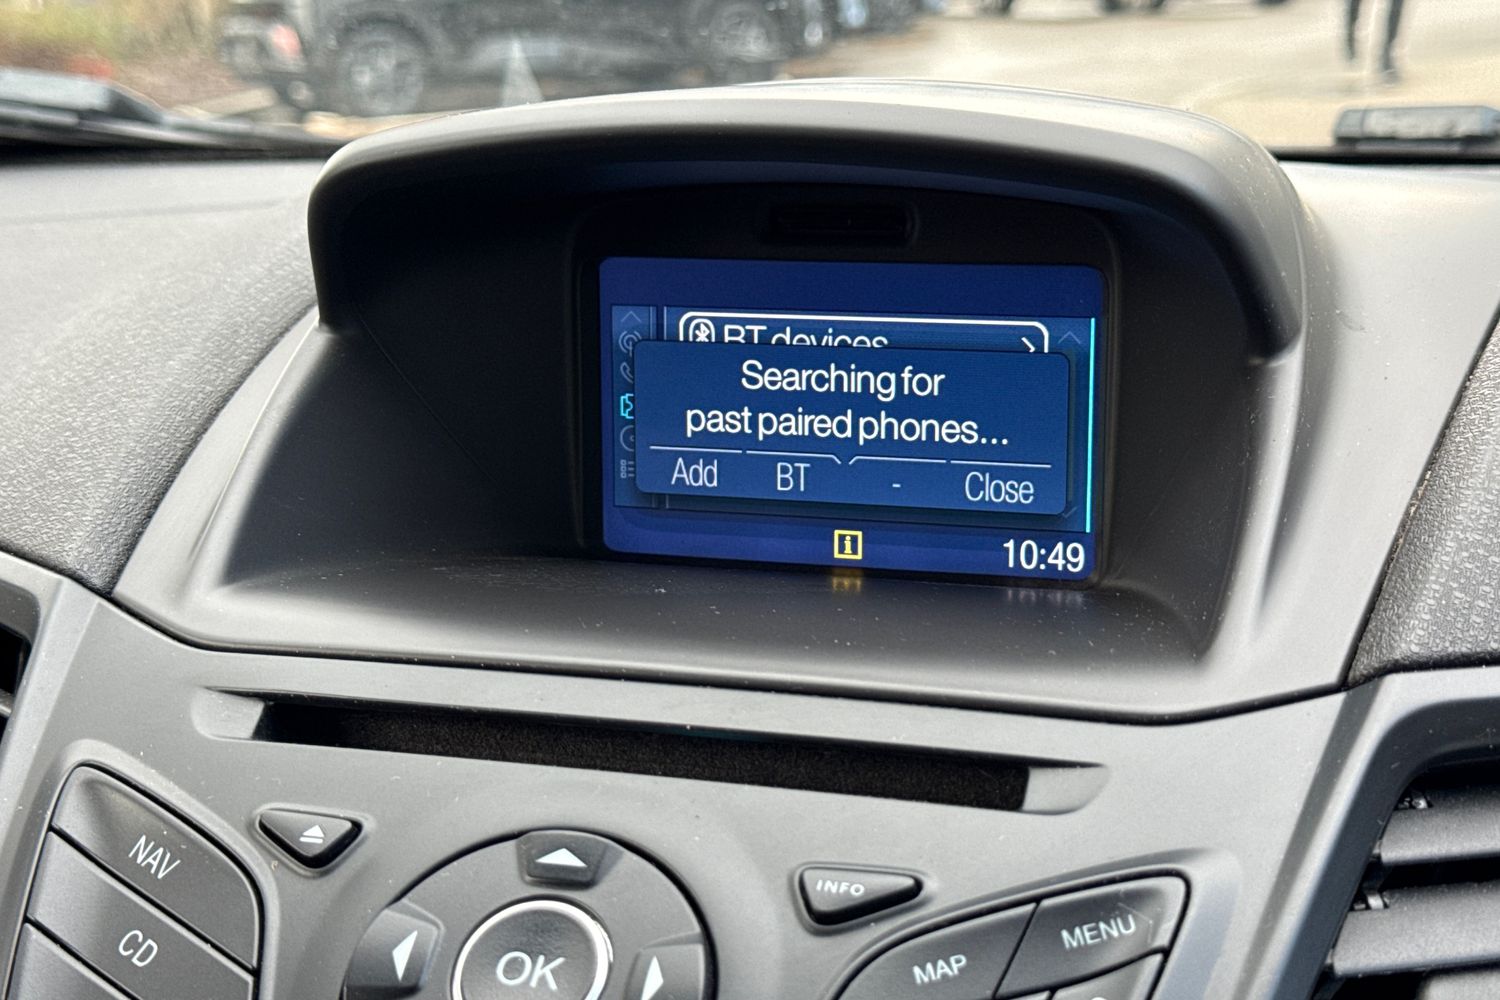 BT devices
Searching for
past paired phones...
Add BT - Close
i 10:49
NAV
CD
OK
INFO
MAP
MENU